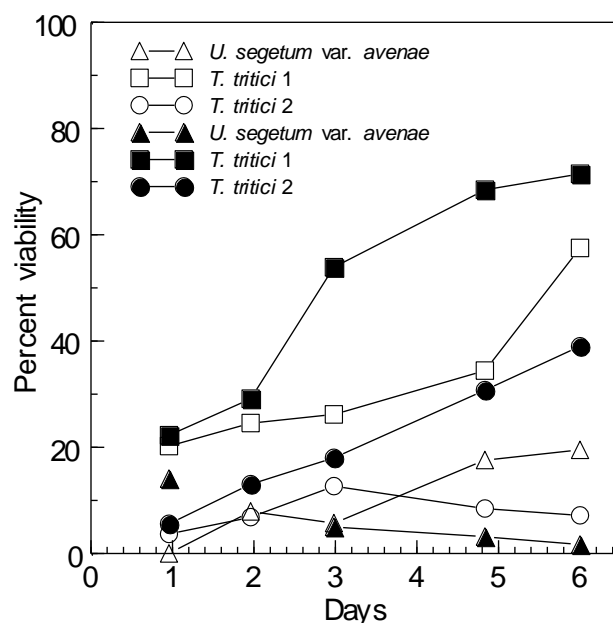 100
80
60
40
20
0
Percent viability
U. segetum var. avenae
T. tritici 1
T. tritici 2
U. segetum var. avenae
T. tritici 1
T. tritici 2
0 1 2 3 4 5 6
Days